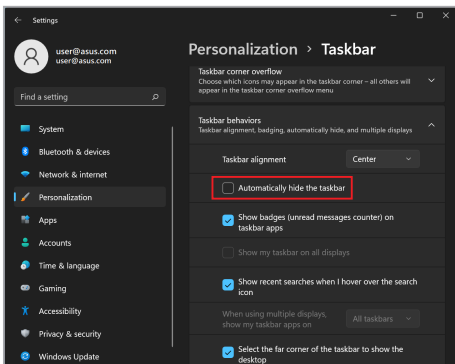 Settings
user@asus.com
user@asus.com
Find a setting
System
Bluetooth & devices
Network & internet
Personalization
Apps
Accounts
Time & language
Gaming
Accessibility
Privacy & security
Windows Update
Personalization > Taskbar
Taskbar corner overflow
Choose which icons may appear in the taskbar corner – all others will
appear in the taskbar corner overflow menu
Taskbar behaviors
Taskbar alignment, badging, automatically hide, and multiple displays
Taskbar alignment
Center
Automatically hide the taskbar
Show badges (unread messages counter) on
taskbar apps
Show my taskbar on all displays
Show recent searches when I hover over the search
icon
When using multiple displays,
show my taskbar apps on
All taskbars
Select the far corner of the taskbar to show the
desktop